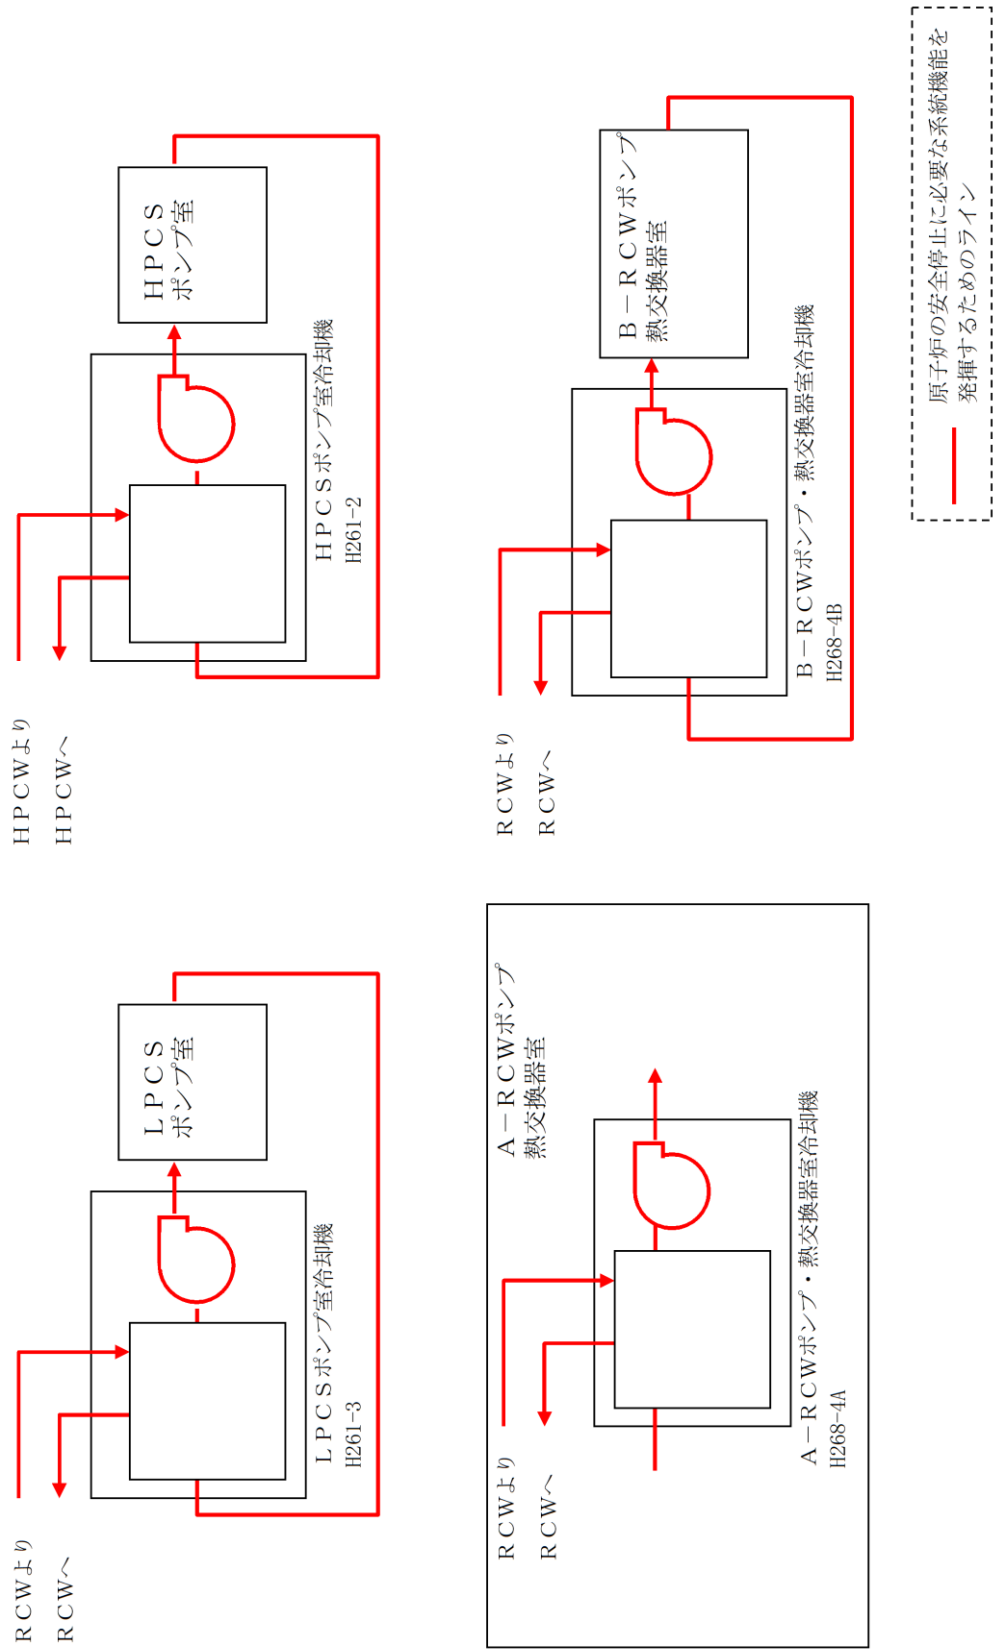 RCWより
RCWへ
LPCS
ポンプ室
LPCSポンプ室冷却機
H261-3
HPCWより
HPCWへ
HPCS
ポンプ室
HPCSポンプ室冷却機
H261-2
A-RCWポンプ
熱交換器室
RCWより
RCWへ
A-RCWポンプ・熱交換器室冷却機
H268-4A
RCWより
RCWへ
B-RCWポンプ
熱交換器室
B-RCWポンプ・熱交換器室冷却機
H268-4B
原子炉の安全停止に必要な系統機能を
発揮するためのライン